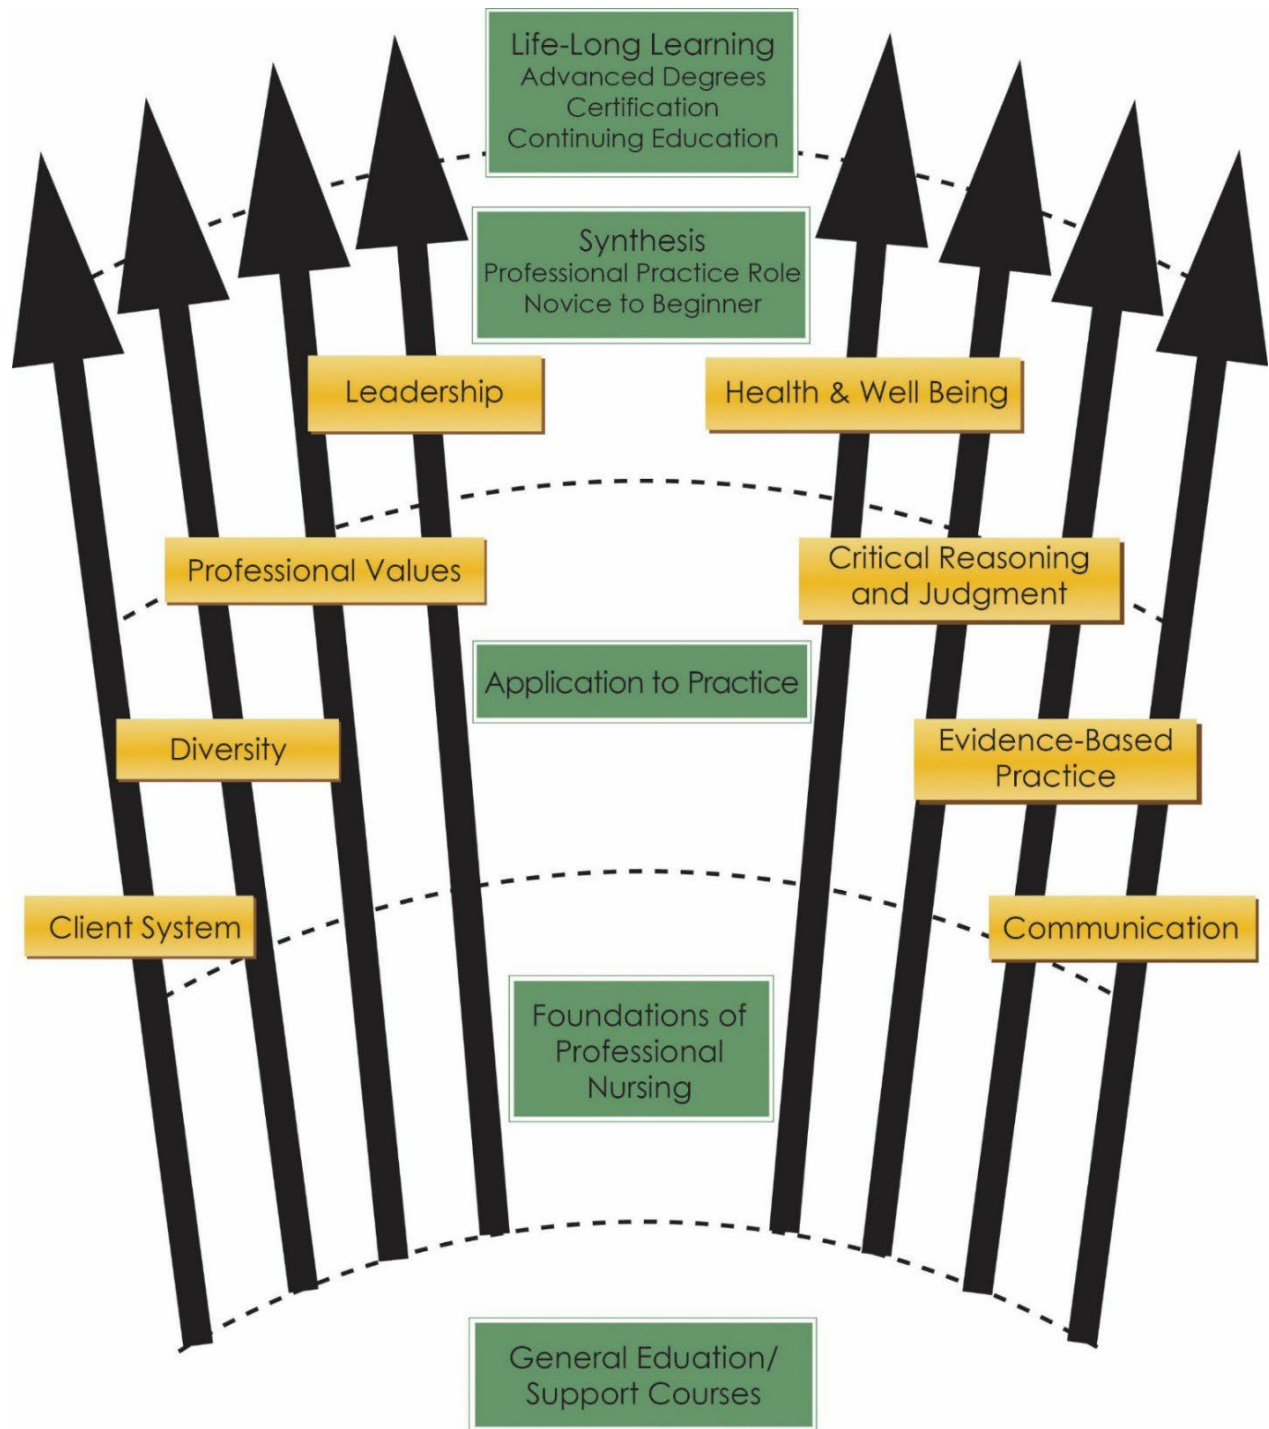 Life-Long Learning
Advanced Degrees
Certification
Continuing Education
Synthesis
Professional Practice Role
Novice to Beginner
Leadership
Health & Well Being
Professional Values
Critical Reasoning
and Judgment
Application to Practice
Diversity
Evidence-Based
Practice
Client System
Communication
Foundations of
Professional
Nursing
General Eduation/
Support Courses